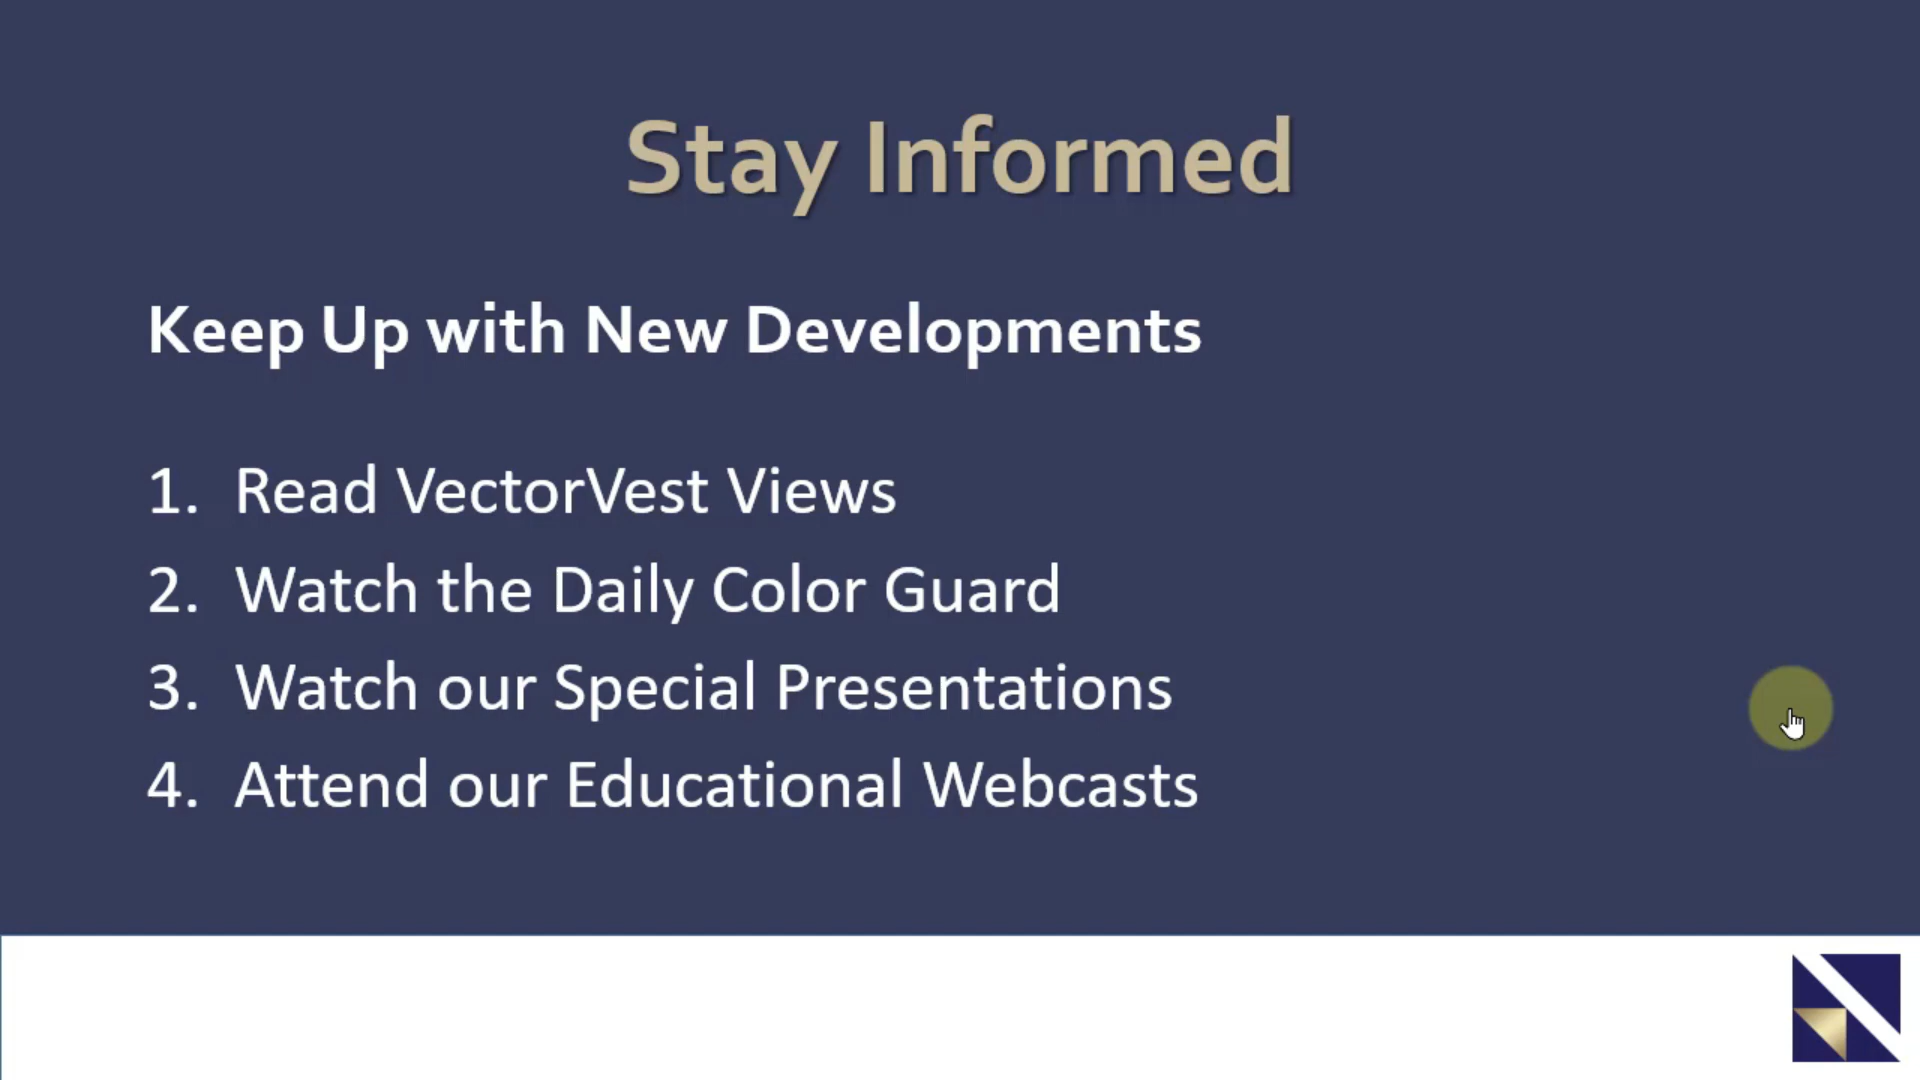 Stay Informed
Keep Up with New Developments
1. Read VectorVest Views
2. Watch the Daily Color Guard
3. Watch our Special Presentations
4. Attend our Educational Webcasts